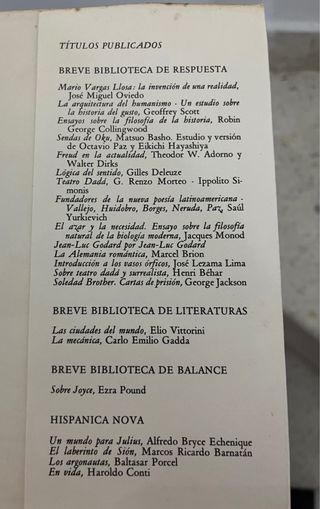 TÍTULOS PUBLICADOS
BREVE BIBLIOTECA DE RESPUESTA
Mario Vargas Llosa: la invención de una realidad,
José Miguel Oviedo
La arquitectura del humanismo - Un estudio sobre
la historia del gusto, Geoffrey Scott
Ensayos sobre la filosofía de la historia, Robin
George Collingwood
Sendas de Oku, Matsuo Basho. Estudio y versión
de Octavio Paz y Eikichi Hayashiya
Freud en la actualidad, Theodor W. Adorno y
Walter Dirks
Lógica del sentido, Gilles Deleuze
Teatro Dadá, G. Renzo Morteo - Ippolito Si-
monis
Fundadores de la nueva poesía latinoamericana -
Vallejo, Huidobro, Borges, Neruda, Paz, Saúl
Yurkievich
El azar y la necesidad. Ensayo sobre la filosofía
natural de la biología moderna, Jacques Monod
Jean-Luc Godard por Jean-Luc Godard
La Alemania romántica, Marcel Brion
Introducción a los vasos órficos, José Lezama Lima
Sobre teatro dadá y surrealista, Henri Béhar
Soledad Brother. Cartas de prisión, George Jackson
BREVE BIBLIOTECA DE LITERATURAS
Las ciudades del mundo, Elio Vittorini
La mecánica, Carlo Emilio Gadda
BREVE BIBLIOTECA DE BALANCE
Sobre Joyce, Ezra Pound
HISPANICA NOVA
Un mundo para Julius, Alfredo Bryce Echenique
El laberinto de Sión, Marcos Ricardo Barnatán
Los argonautas, Baltasar Porcel
En vida, Haroldo Conti